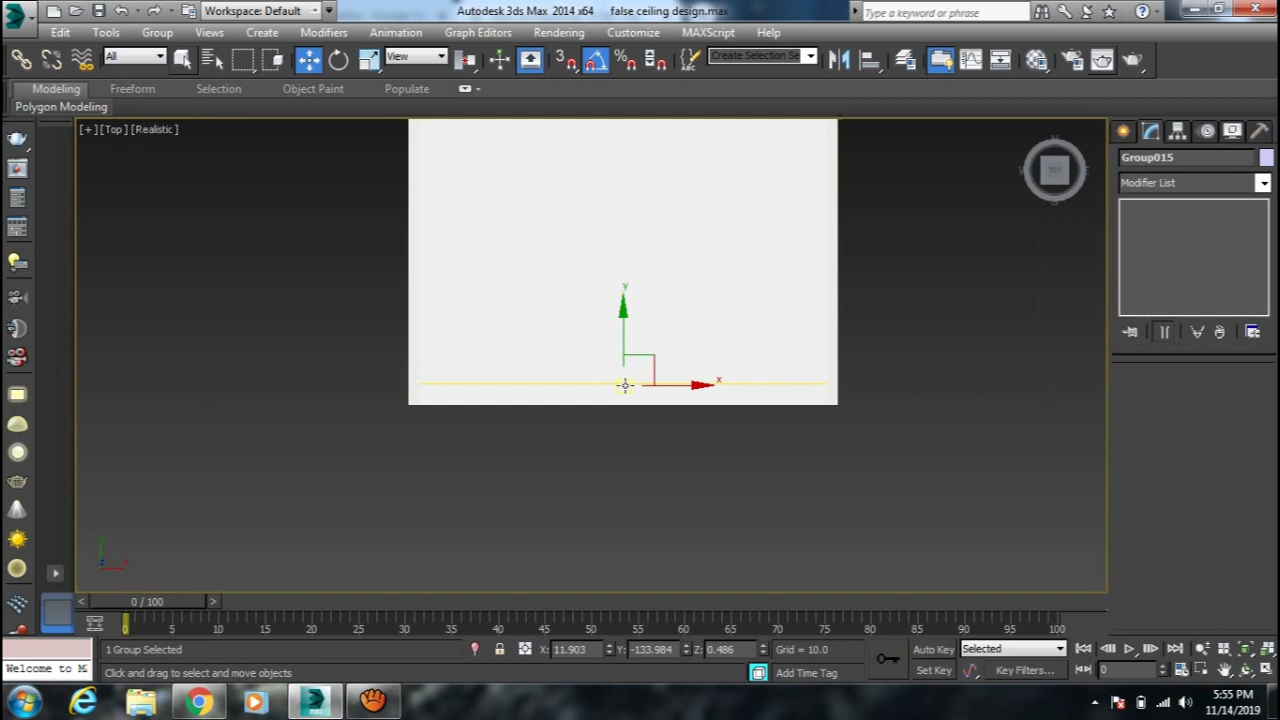 Workspace: Default
Autodesk 3ds Max 2014 x64 false ceiling design.max
Type a keyword or phrase
Edit Tools Group Views Create Modifiers Animation Graph Editors Rendering Customize MAXScript Help
All View 3 % Create Selection Se
Modeling Freeform Selection Object Paint Populate
Polygon Modeling
[+] [Top] [Realistic]
TOP
Group015
Modifier List
y
x
< 0 / 100 >
0 5 10 15 20 25 30 35 40 45 50 55 60 65 70 75 80 85 90 95 100
1 Group Selected X: 11.903 Y: -133.984 Z: 0.486 Grid = 10.0 Auto Key Selected
Welcome to M Click and drag to select and move objects Add Time Tag Set Key Key Filters... 0
5:55 PM
11/14/2019